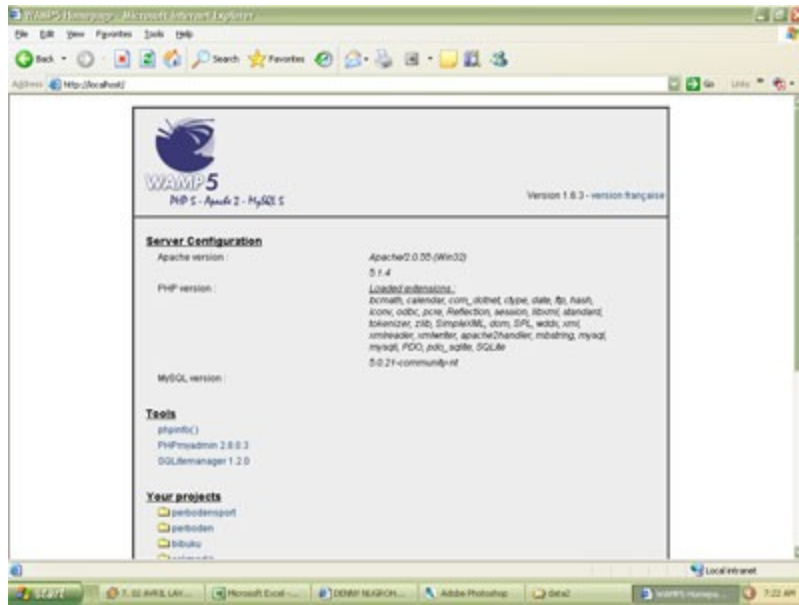 WAMP5 Homepage - Microsoft Internet Explorer
File Edit View Favorites Tools Help
Back Search Favorites
Address http://localhost/ Go Links
WAMP5
PHP 5 - Apache 2 - MySQL 5
Version 1.6.3 - version française
Server Configuration
Apache version :
Apache/2.0.55 (Win32)
5.1.4
PHP version :
Loaded extensions :
bcmath, calendar, com_dotnet, ctype, date, ftp, hash,
iconv, odbc, pcre, Reflection, session, libxml, standard,
tokenizer, zlib, SimpleXML, dom, SPL, wddx, xml,
xmlreader, xmlwriter, apache2handler, mbstring, mysql,
mysqli, PDO, pdo_sqlite, SQLite
5.0.21-community-nt
MySQL version :
Tools
phpinfo()
PHPmyadmin 2.8.0.3
SQLitemanager 1.2.0
Your projects
perbodensport
perboden
bibuku
Local intranet
start
Microsoft Excel -...
Adobe Photoshop
data2
WAMP5 Homepa...
7:22 AM